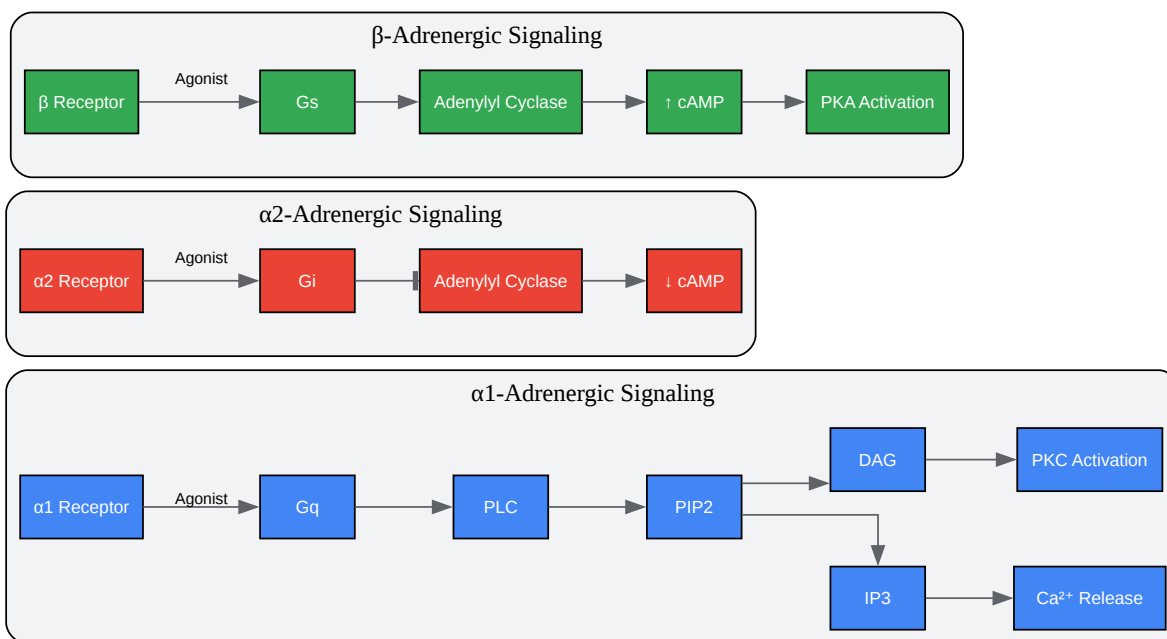 β-Adrenergic Signaling
β Receptor
Agonist
Gs
Adenylyl Cyclase
↑ cAMP
PKA Activation
α2-Adrenergic Signaling
α2 Receptor
Agonist
Gi
Adenylyl Cyclase
↓ cAMP
α1-Adrenergic Signaling
α1 Receptor
Agonist
Gq
PLC
PIP2
DAG
PKC Activation
IP3
Ca²⁺ Release